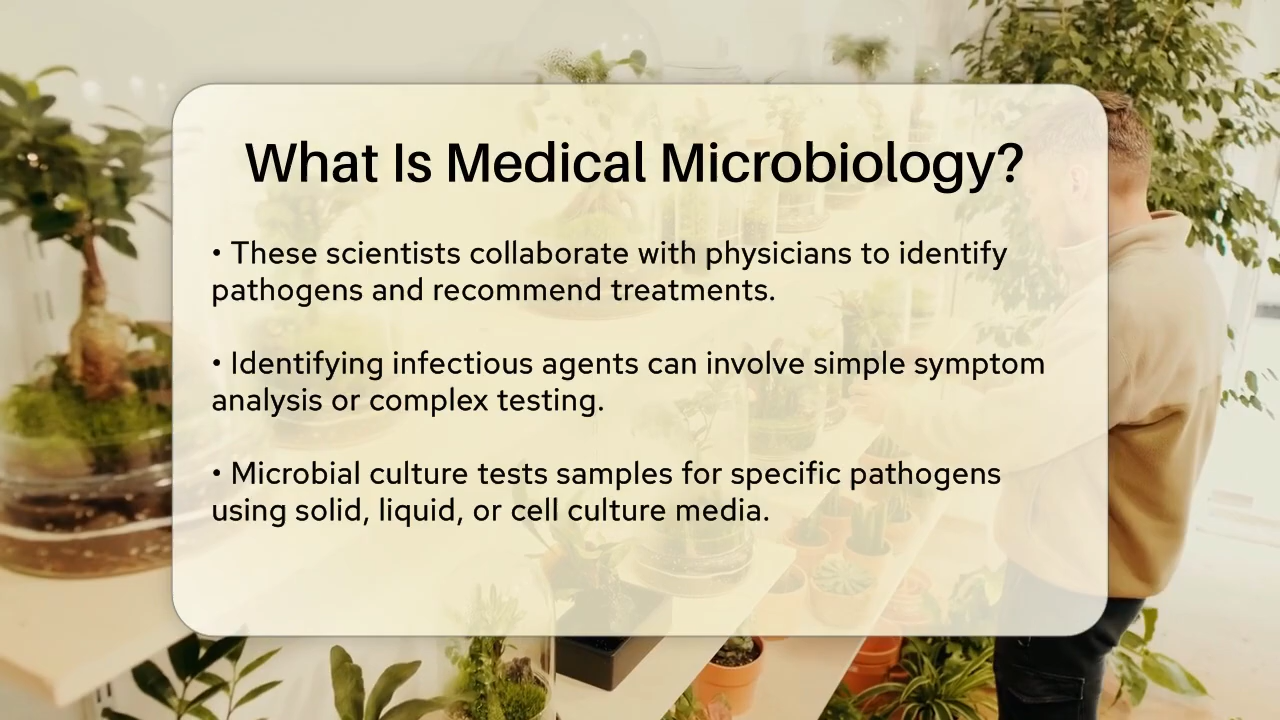 What Is Medical Microbiology?
• These scientists collaborate with physicians to identify
pathogens and recommend treatments.
• Identifying infectious agents can involve simple symptom
analysis or complex testing.
• Microbial culture tests samples for specific pathogens
using solid, liquid, or cell culture media.